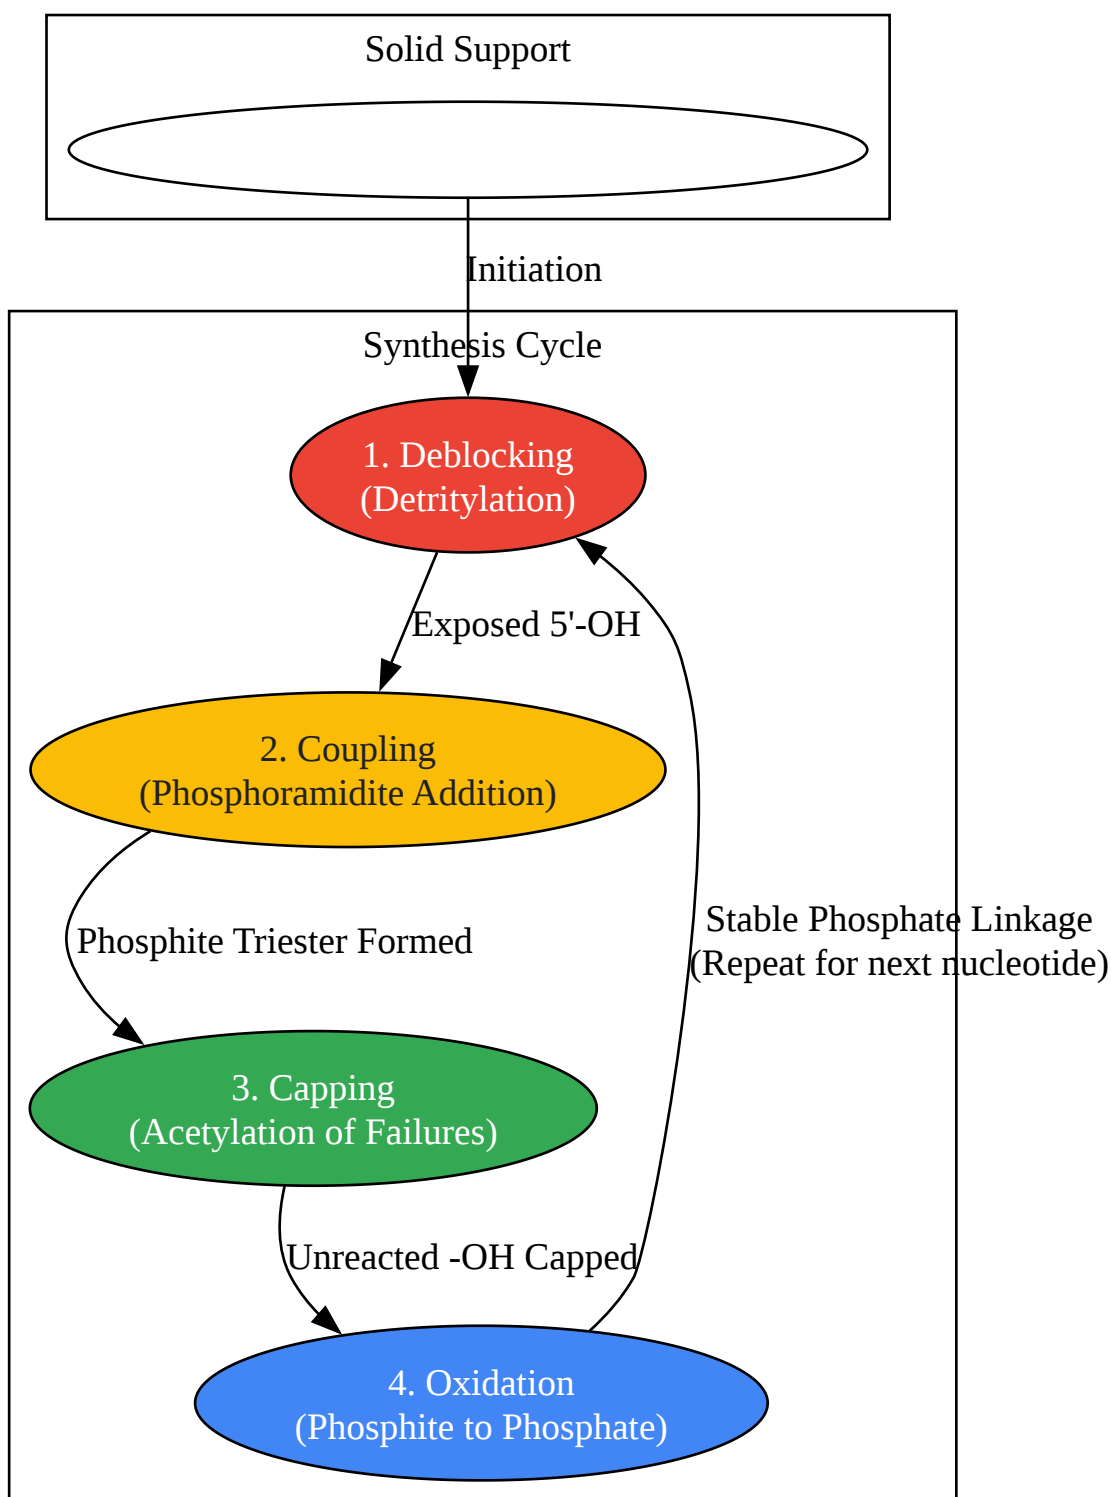 Solid Support
Initiation
Synthesis Cycle
1. Deblocking
(Detritylation)
Exposed 5'-OH
2. Coupling
(Phosphoramidite Addition)
Phosphite Triester Formed
Stable Phosphate Linkage
(Repeat for next nucleotide)
3. Capping
(Acetylation of Failures)
Unreacted -OH Capped
4. Oxidation
(Phosphite to Phosphate)